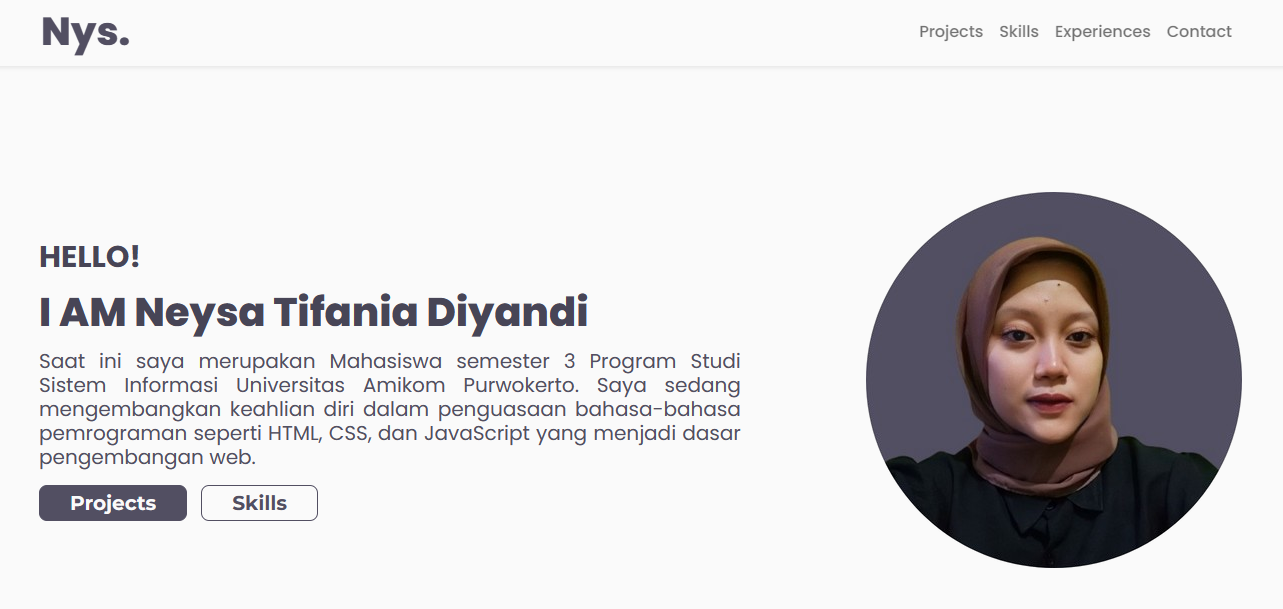 Nys.
Projects Skills Experiences Contact
HELLO!
I AM Neysa Tifania Diyandi
Saat ini saya merupakan Mahasiswa semester 3 Program Studi
Sistem Informasi Universitas Amikom Purwokerto. Saya sedang
mengembangkan keahlian diri dalam penguasaan bahasa-bahasa
pemrograman seperti HTML, CSS, dan JavaScript yang menjadi dasar
pengembangan web.
Projects Skills